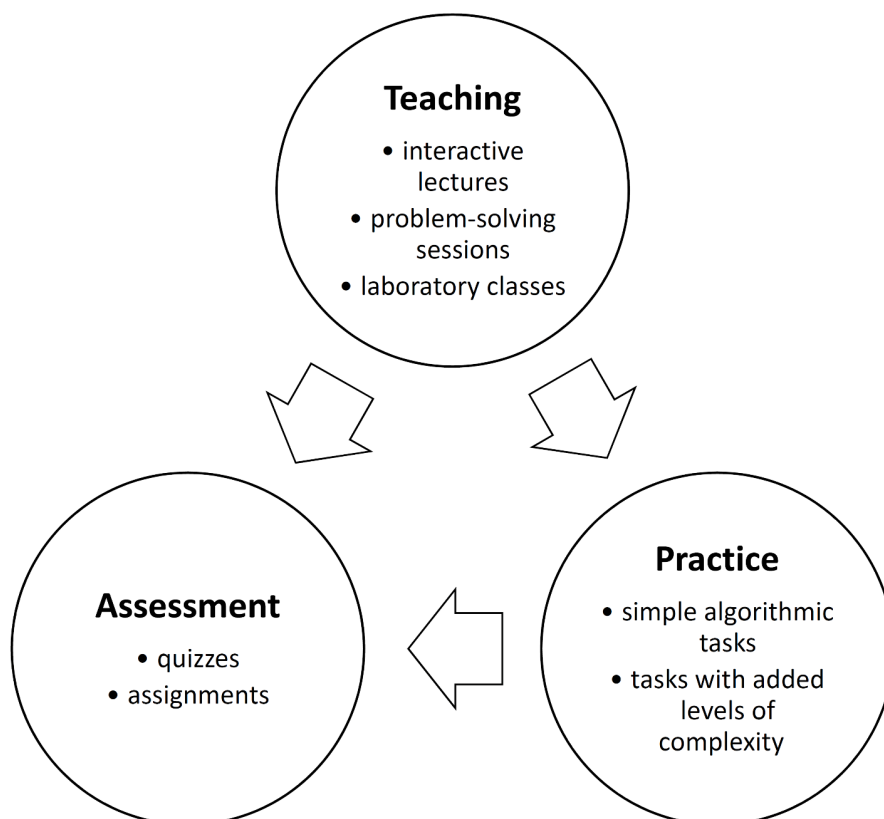 Teaching
• interactive
lectures
• problem-solving
sessions
• laboratory classes
Assessment
• quizzes
• assignments
Practice
• simple algorithmic
tasks
• tasks with added
levels of
complexity